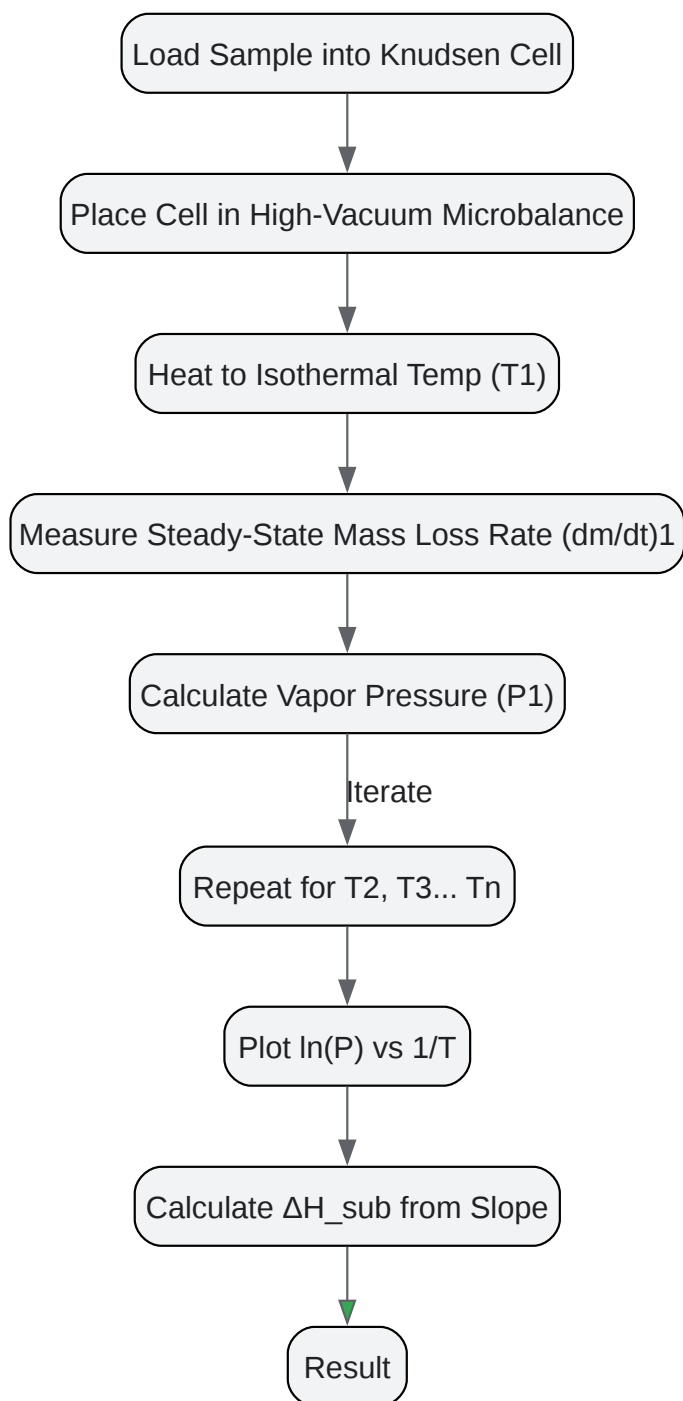 Load Sample into Knudsen Cell
Place Cell in High-Vacuum Microbalance
Heat to Isothermal Temp (T1)
Measure Steady-State Mass Loss Rate (dm/dt)1
Calculate Vapor Pressure (P1)
Iterate
Repeat for T2, T3... Tn
Plot ln(P) vs 1/T
Calculate ΔH_sub from Slope
Result